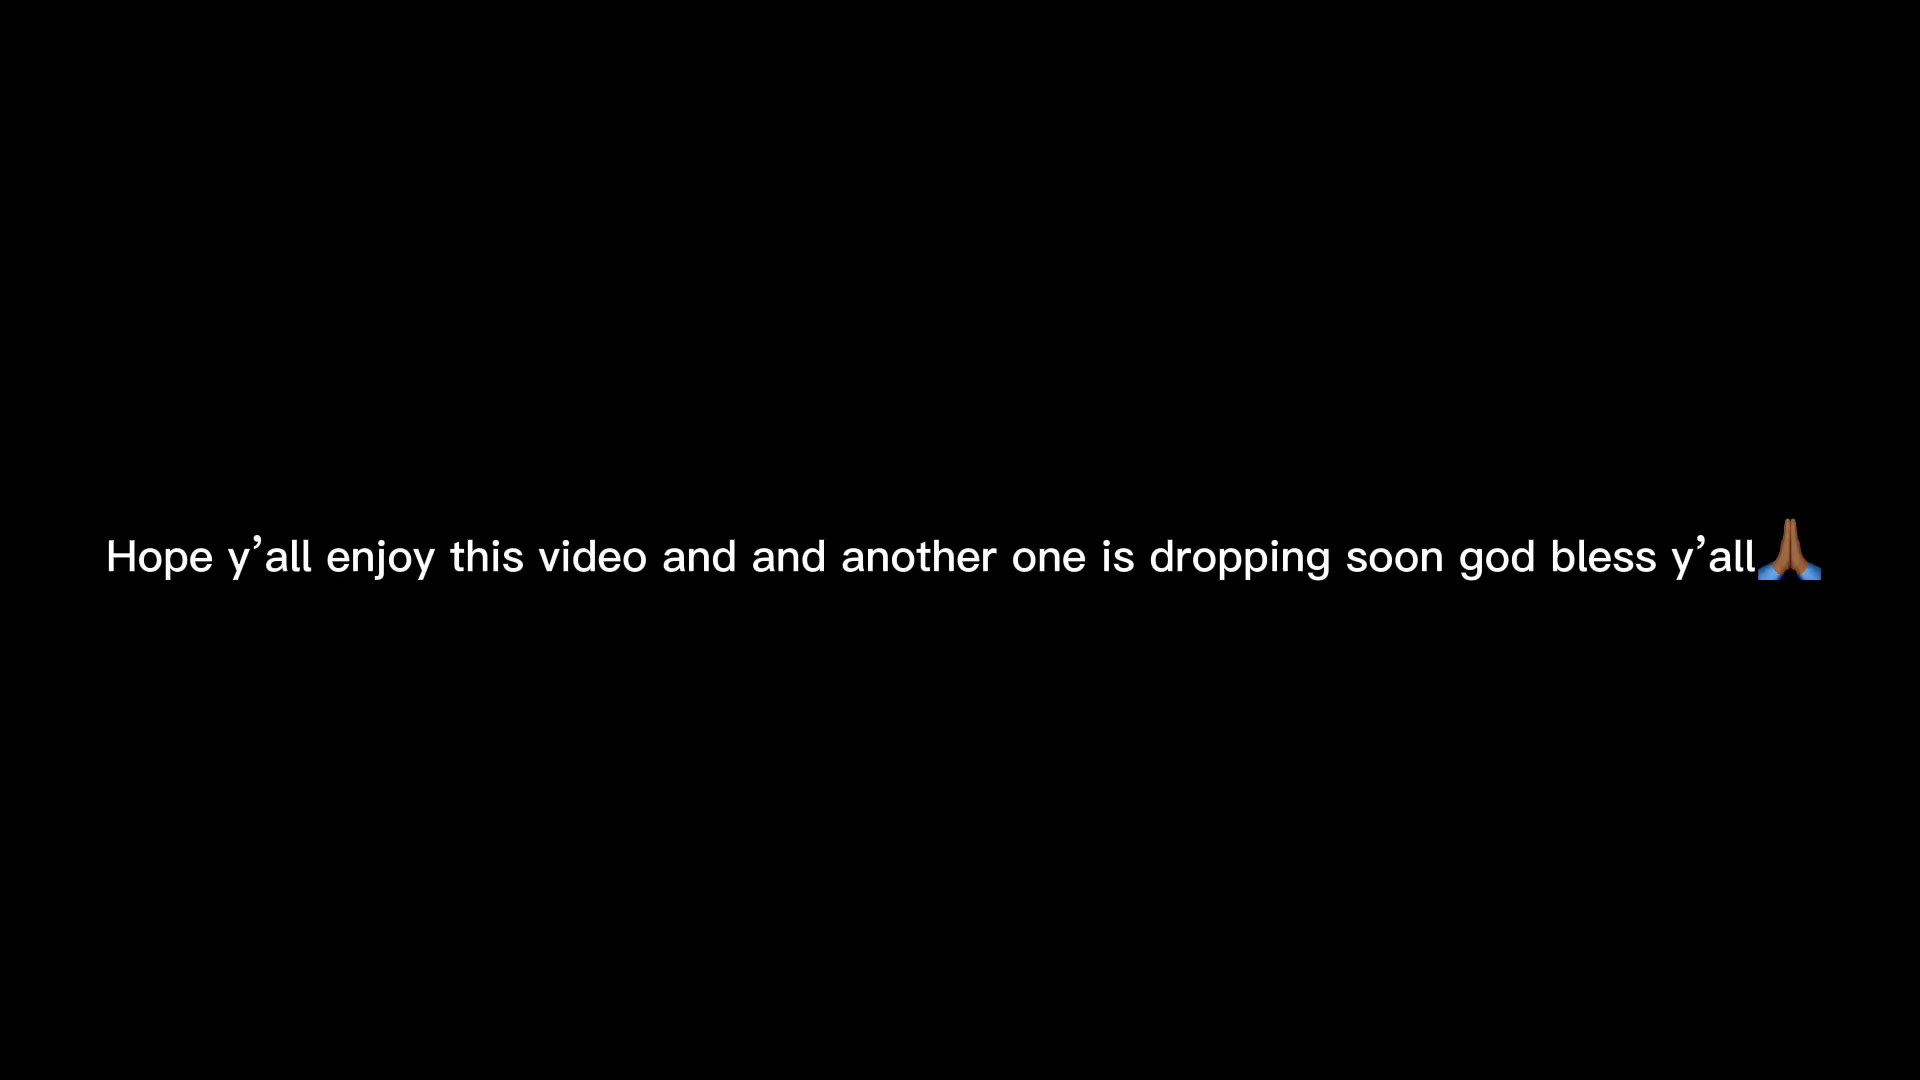 Hope y’all enjoy this video and and another one is dropping soon god bless y’all🙏🏾